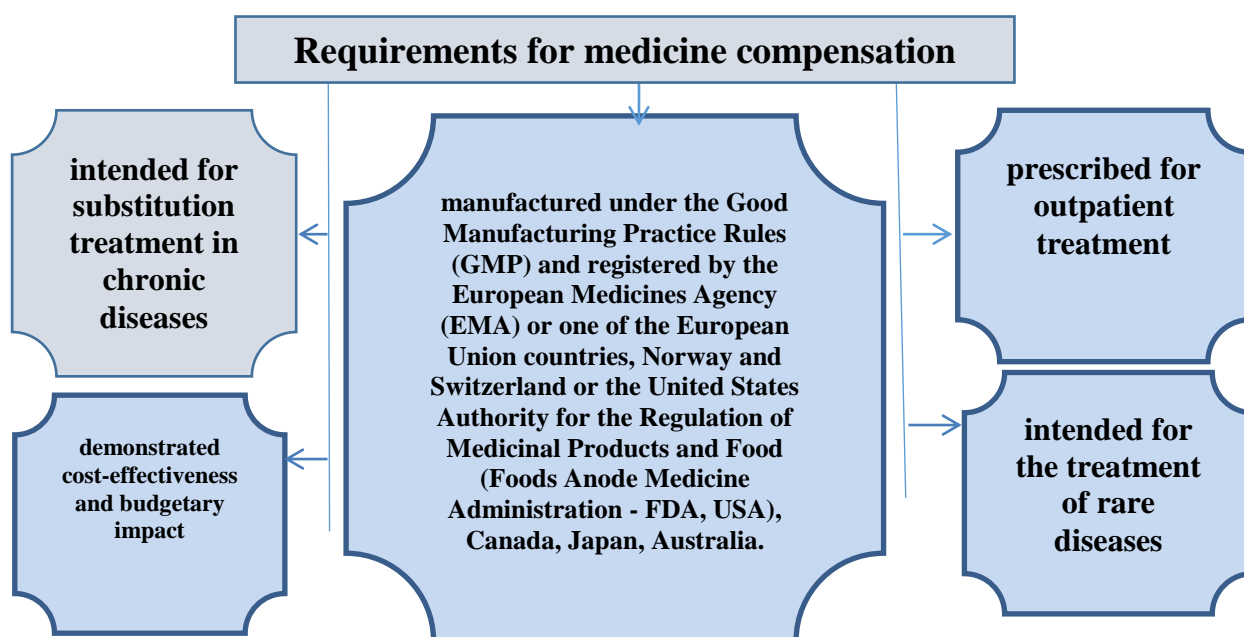 Requirements for medicine compensation
intended for
substitution
treatment in
chronic
diseases
demonstrated
cost-effectiveness
and budgetary
impact
manufactured under the Good
Manufacturing Practice Rules
(GMP) and registered by the
European Medicines Agency
(EMA) or one of the European
Union countries, Norway and
Switzerland or the United States
Authority for the Regulation of
Medicinal Products and Food
(Foods Anode Medicine
Administration - FDA, USA),
Canada, Japan, Australia.
prescribed for
outpatient
treatment
intended for
the treatment
of rare
diseases